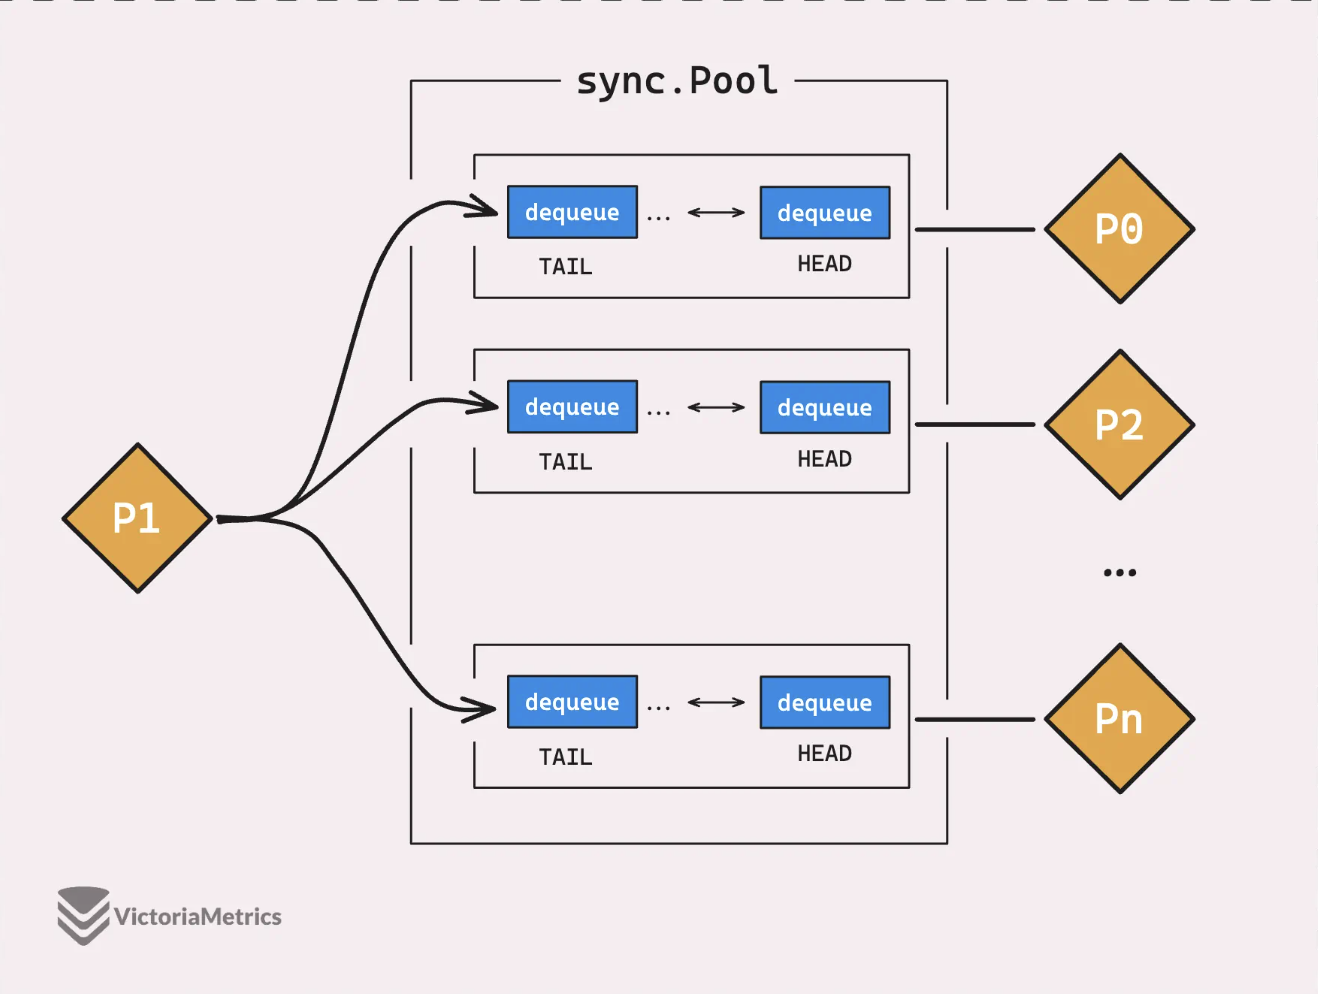 sync.Pool
dequeue ... dequeue
TAIL HEAD
P0
dequeue ... dequeue
TAIL HEAD
P2
P1
...
dequeue ... dequeue
TAIL HEAD
Pn
VictoriaMetrics